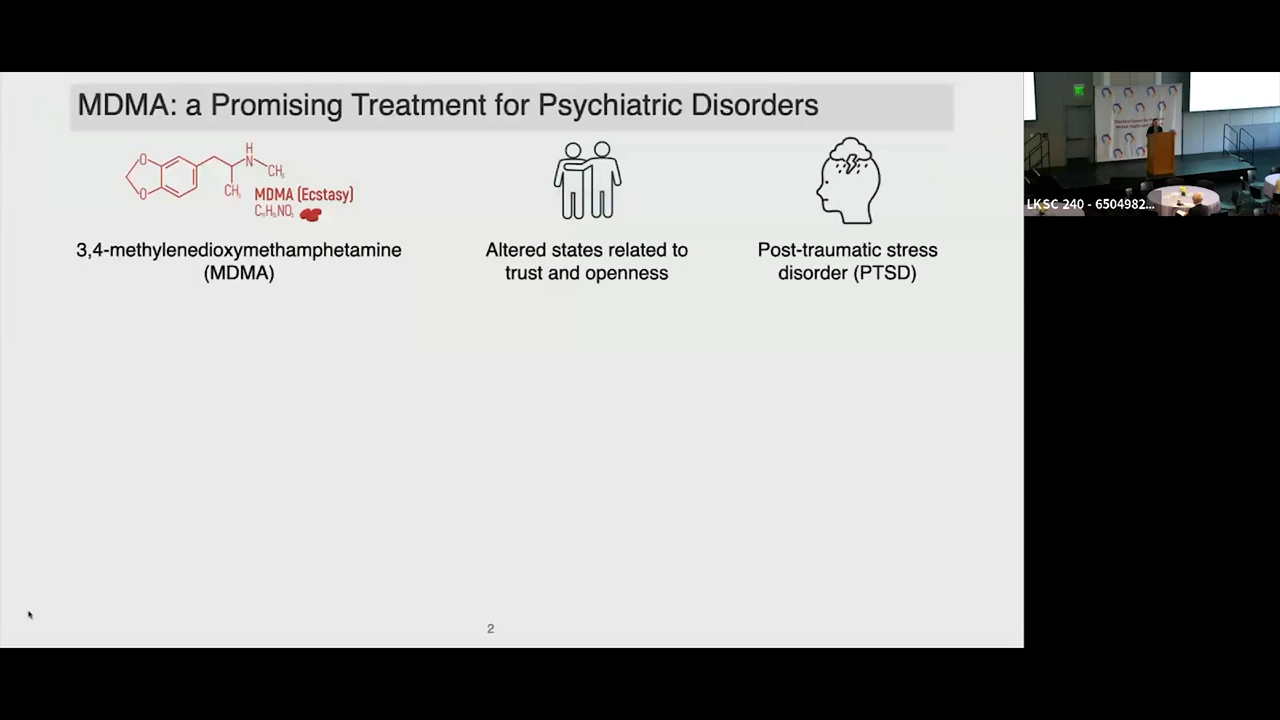 MDMA: a Promising Treatment for Psychiatric Disorders
O
O
H
N
CH₃
CH₃
MDMA (Ecstasy)
3,4-methylenedioxymethamphetamine
(MDMA)
Altered states related to
trust and openness
Post-traumatic stress
disorder (PTSD)
LKSC 240 - 6504982...
2